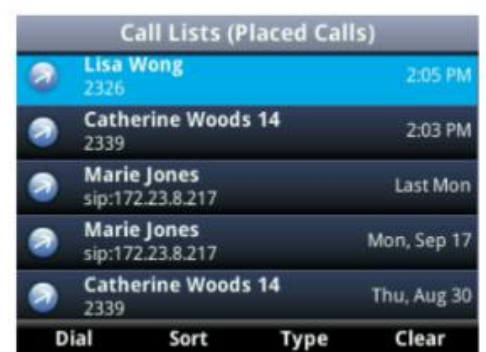 Call Lists (Placed Calls)
Lisa Wong
2326
2:05 PM
Catherine Woods 14
2339
2:03 PM
Marie Jones
sip:172.23.8.217
Last Mon
Marie Jones
sip:172.23.8.217
Mon, Sep 17
Catherine Woods 14
2339
Thu, Aug 30
Dial Sort Type Clear